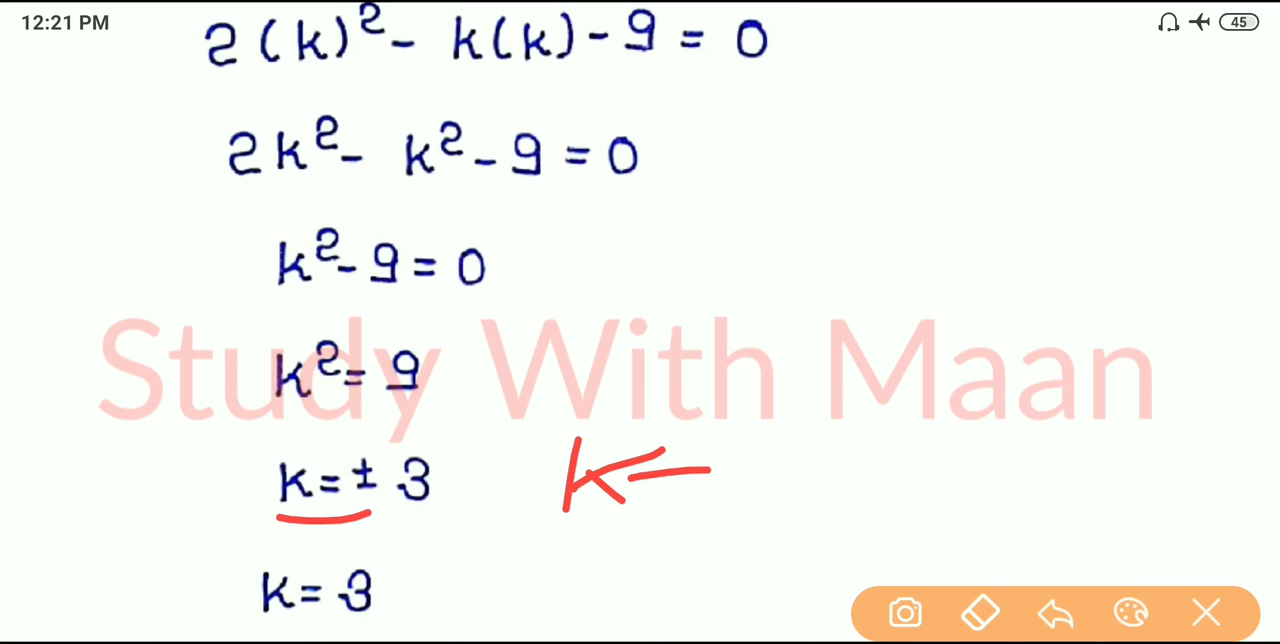 12:21 PM
45
2(k)² - k(k) - 9 = 0
2k² - k² - 9 = 0
k² - 9 = 0
Study With Maan
k² = 9
k = ± 3
K
k = 3